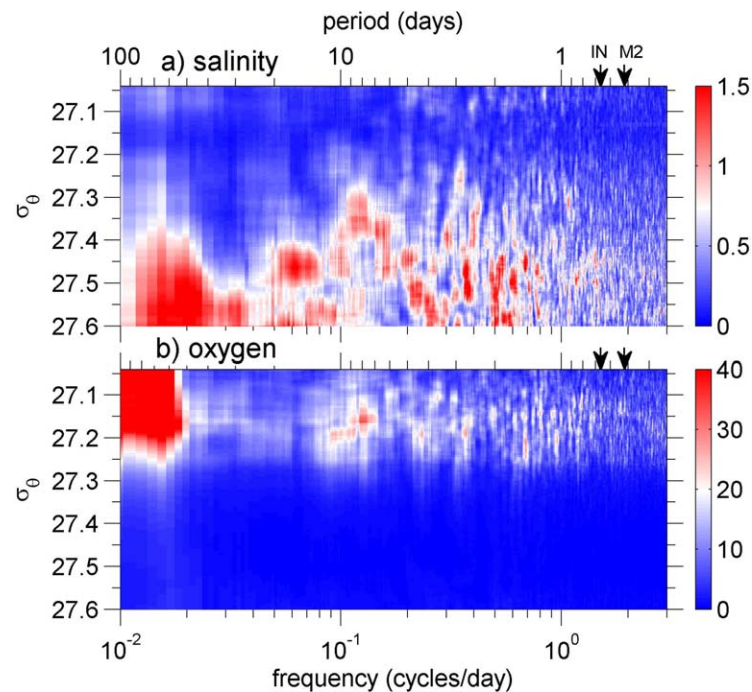 period (days)
100 10 1 IN M2
a) salinity
27.1
27.2
27.3
27.4
27.5
27.6
σθ
1.5
1
0.5
0
b) oxygen
27.1
27.2
27.3
27.4
27.5
27.6
σθ
40
30
20
10
0
10⁻² 10⁻¹ 10⁰
frequency (cycles/day)